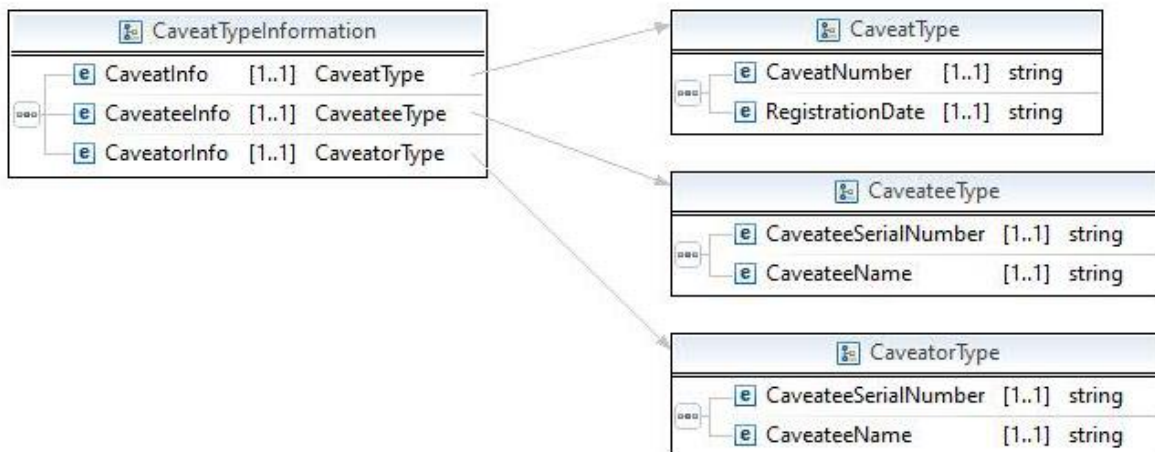 CaveatTypeInformation
e CaveatInfo [1..1] CaveatType
e CaveateeInfo [1..1] CaveateeType
e CaveatorInfo [1..1] CaveatorType
CaveatType
e CaveatNumber [1..1] string
e RegistrationDate [1..1] string
CaveateeType
e CaveateeSerialNumber [1..1] string
e CaveateeName [1..1] string
CaveatorType
e CaveateeSerialNumber [1..1] string
e CaveateeName [1..1] string